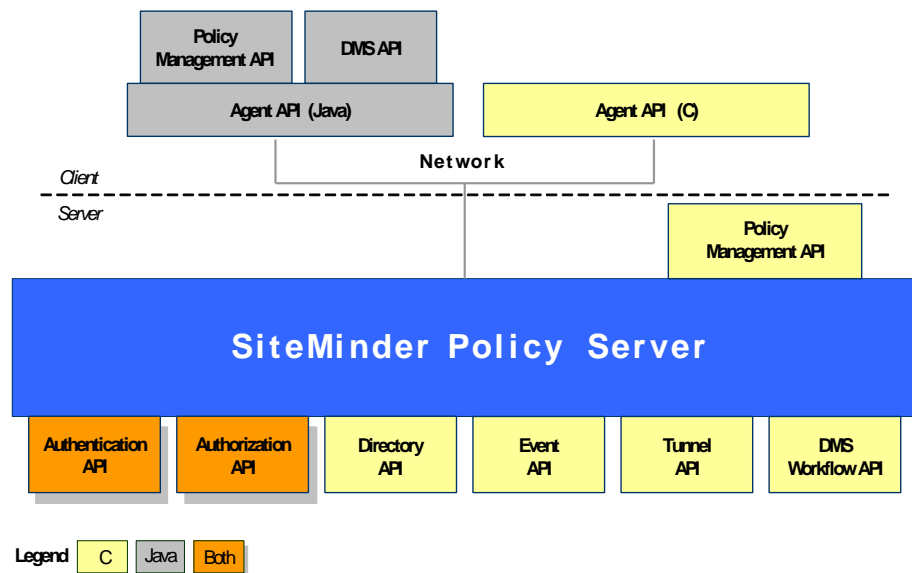 Policy
Management API
DMS API
Agent API (Java)
Agent API (C)
Network
Client
Server
Policy
Management API
SiteMinder Policy Server
Authentication
API
Authorization
API
Directory
API
Event
API
Tunnel
API
DMS
Workflow API
Legend
C
Java
Both